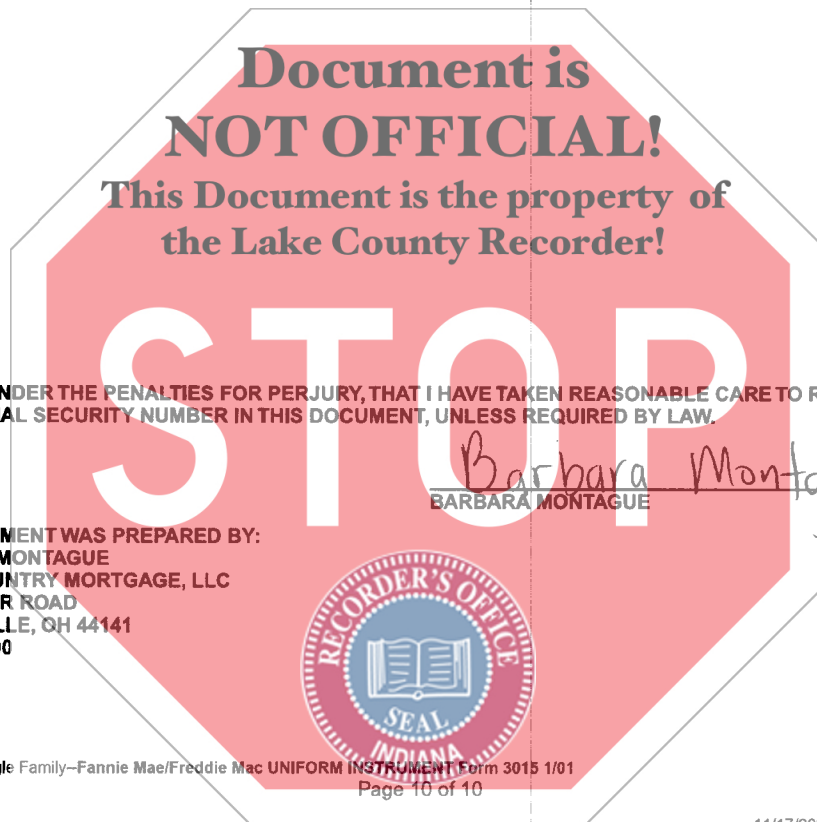 Document is
NOT OFFICIAL!
This Document is the property of
the Lake County Recorder!
STOP
NDER THE PENALTIES FOR PERJURY, THAT I HAVE TAKEN REASONABLE CARE TO R
AL SECURITY NUMBER IN THIS DOCUMENT, UNLESS REQUIRED BY LAW.
Barbara Monta
BARBARA MONTAGUE
MENT WAS PREPARED BY:
MONTAGUE
NTRY MORTGAGE, LLC
R ROAD
LLE, OH 44141
00
RECORDER'S OFFICE
SEAL
INDIANA
gle Family--Fannie Mae/Freddie Mac UNIFORM INSTRUMENT Form 3015 1/01
Page 10 of 10